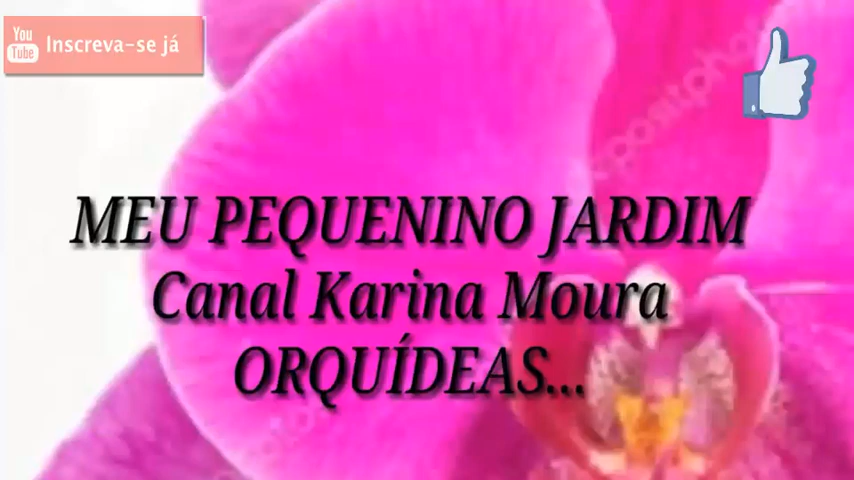 You
Tube
Inscreva-se já
MEU PEQUENINO JARDIM
Canal Karina Moura
ORQUÍDEAS...